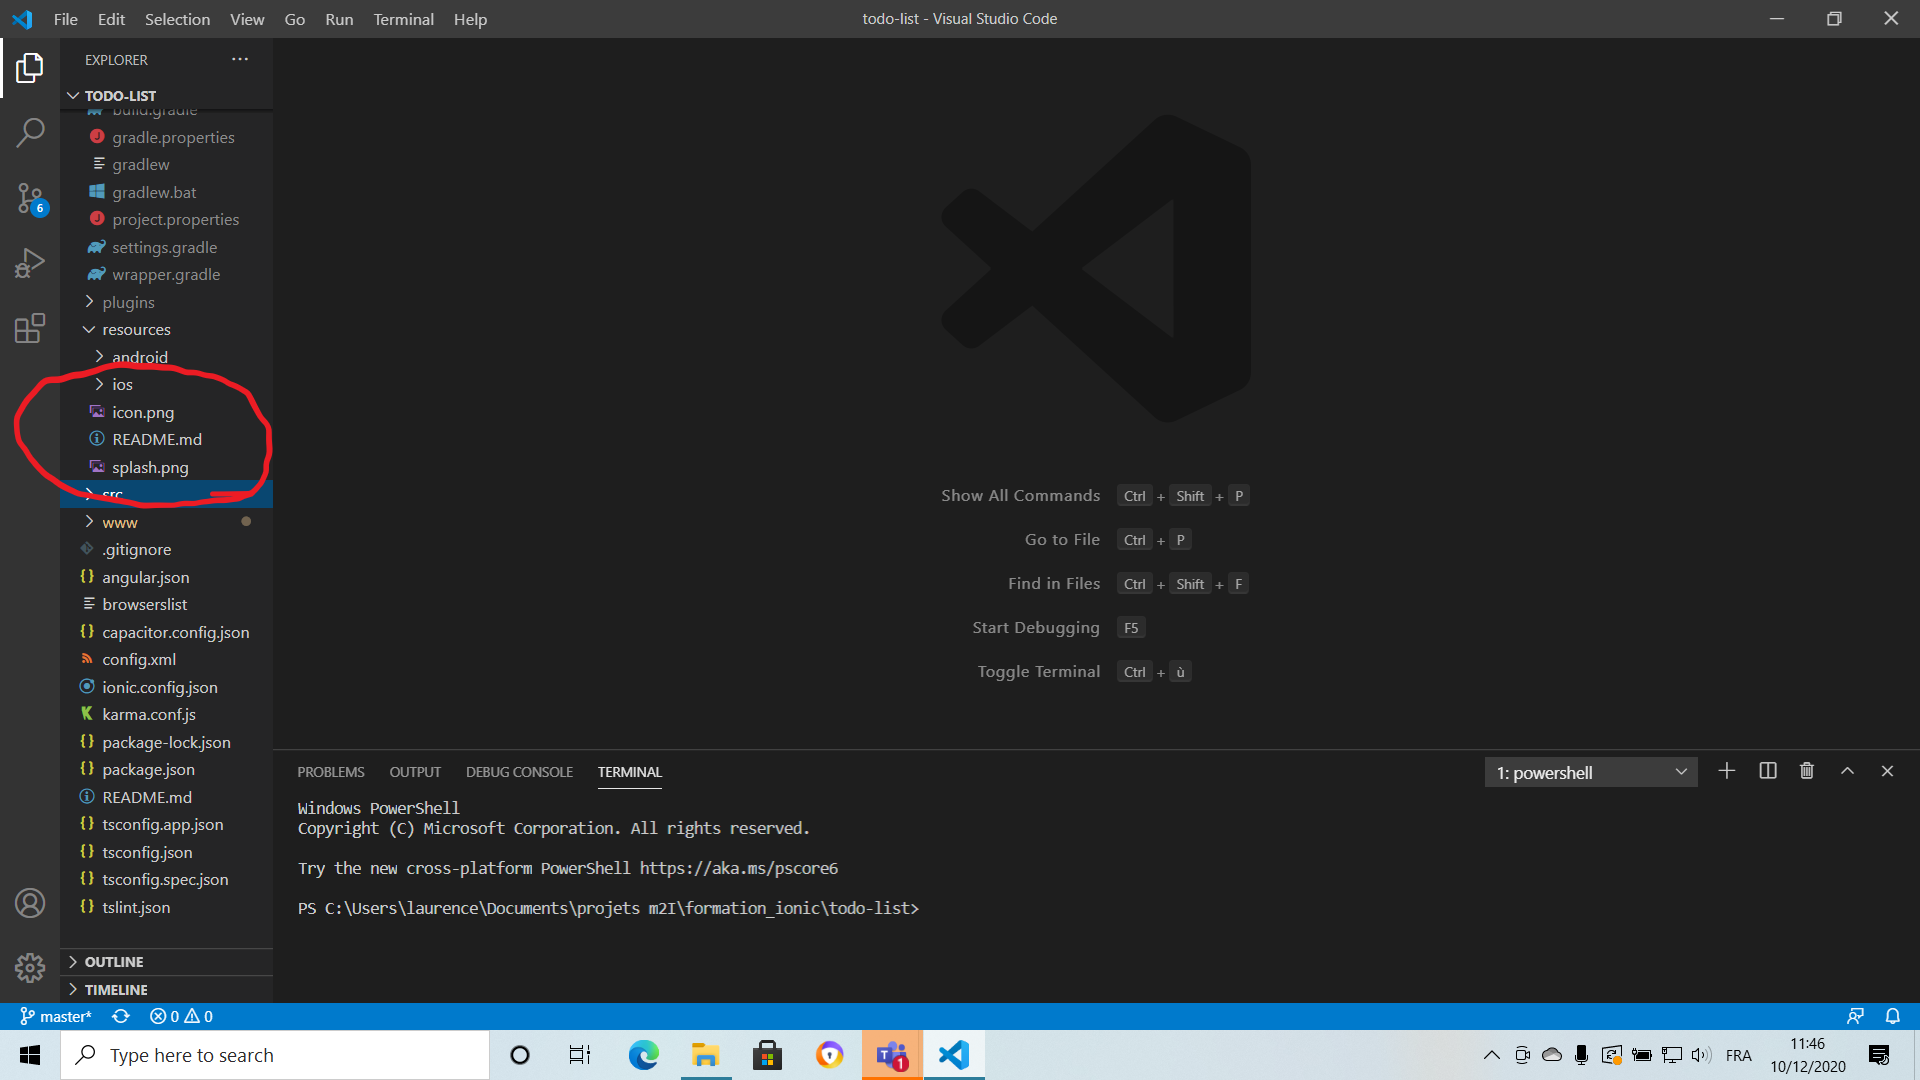 File Edit Selection View Go Run Terminal Help
todo-list - Visual Studio Code
EXPLORER
TODO-LIST
build.gradle
gradle.properties
gradlew
gradlew.bat
project.properties
settings.gradle
wrapper.gradle
plugins
resources
android
ios
icon.png
README.md
splash.png
src
www
.gitignore
angular.json
browserslist
capacitor.config.json
config.xml
ionic.config.json
karma.conf.js
package-lock.json
package.json
README.md
tsconfig.app.json
tsconfig.json
tsconfig.spec.json
tslint.json
OUTLINE
TIMELINE
6
Show All Commands Ctrl + Shift + P
Go to File Ctrl + P
Find in Files Ctrl + Shift + F
Start Debugging F5
Toggle Terminal Ctrl + ù
PROBLEMS OUTPUT DEBUG CONSOLE TERMINAL
1: powershell
Windows PowerShell
Copyright (C) Microsoft Corporation. All rights reserved.
Try the new cross-platform PowerShell https://aka.ms/pscore6
PS C:\Users\laurence\Documents\projets m2I\formation_ionic\todo-list>
master* 0 0
Type here to search
1
FRA
11:46
10/12/2020